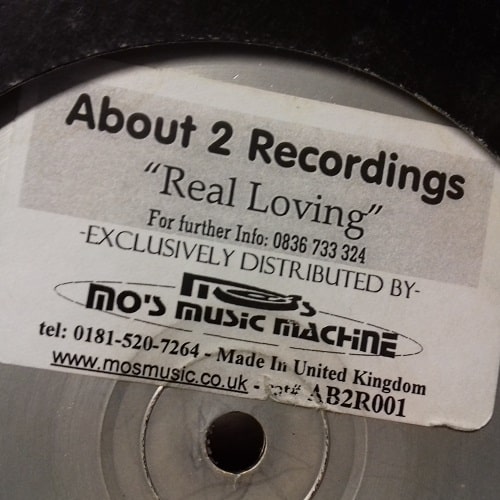 About 2 Recordings
"Real Loving"
For further Info: 0836 733 324
-EXCLUSIVELY DISTRIBUTED BY-
MO'S MUSIC MACHINE
tel: 0181-520-7264 - Made In United Kingdom
www.mosmusic.co.uk - AB2R001